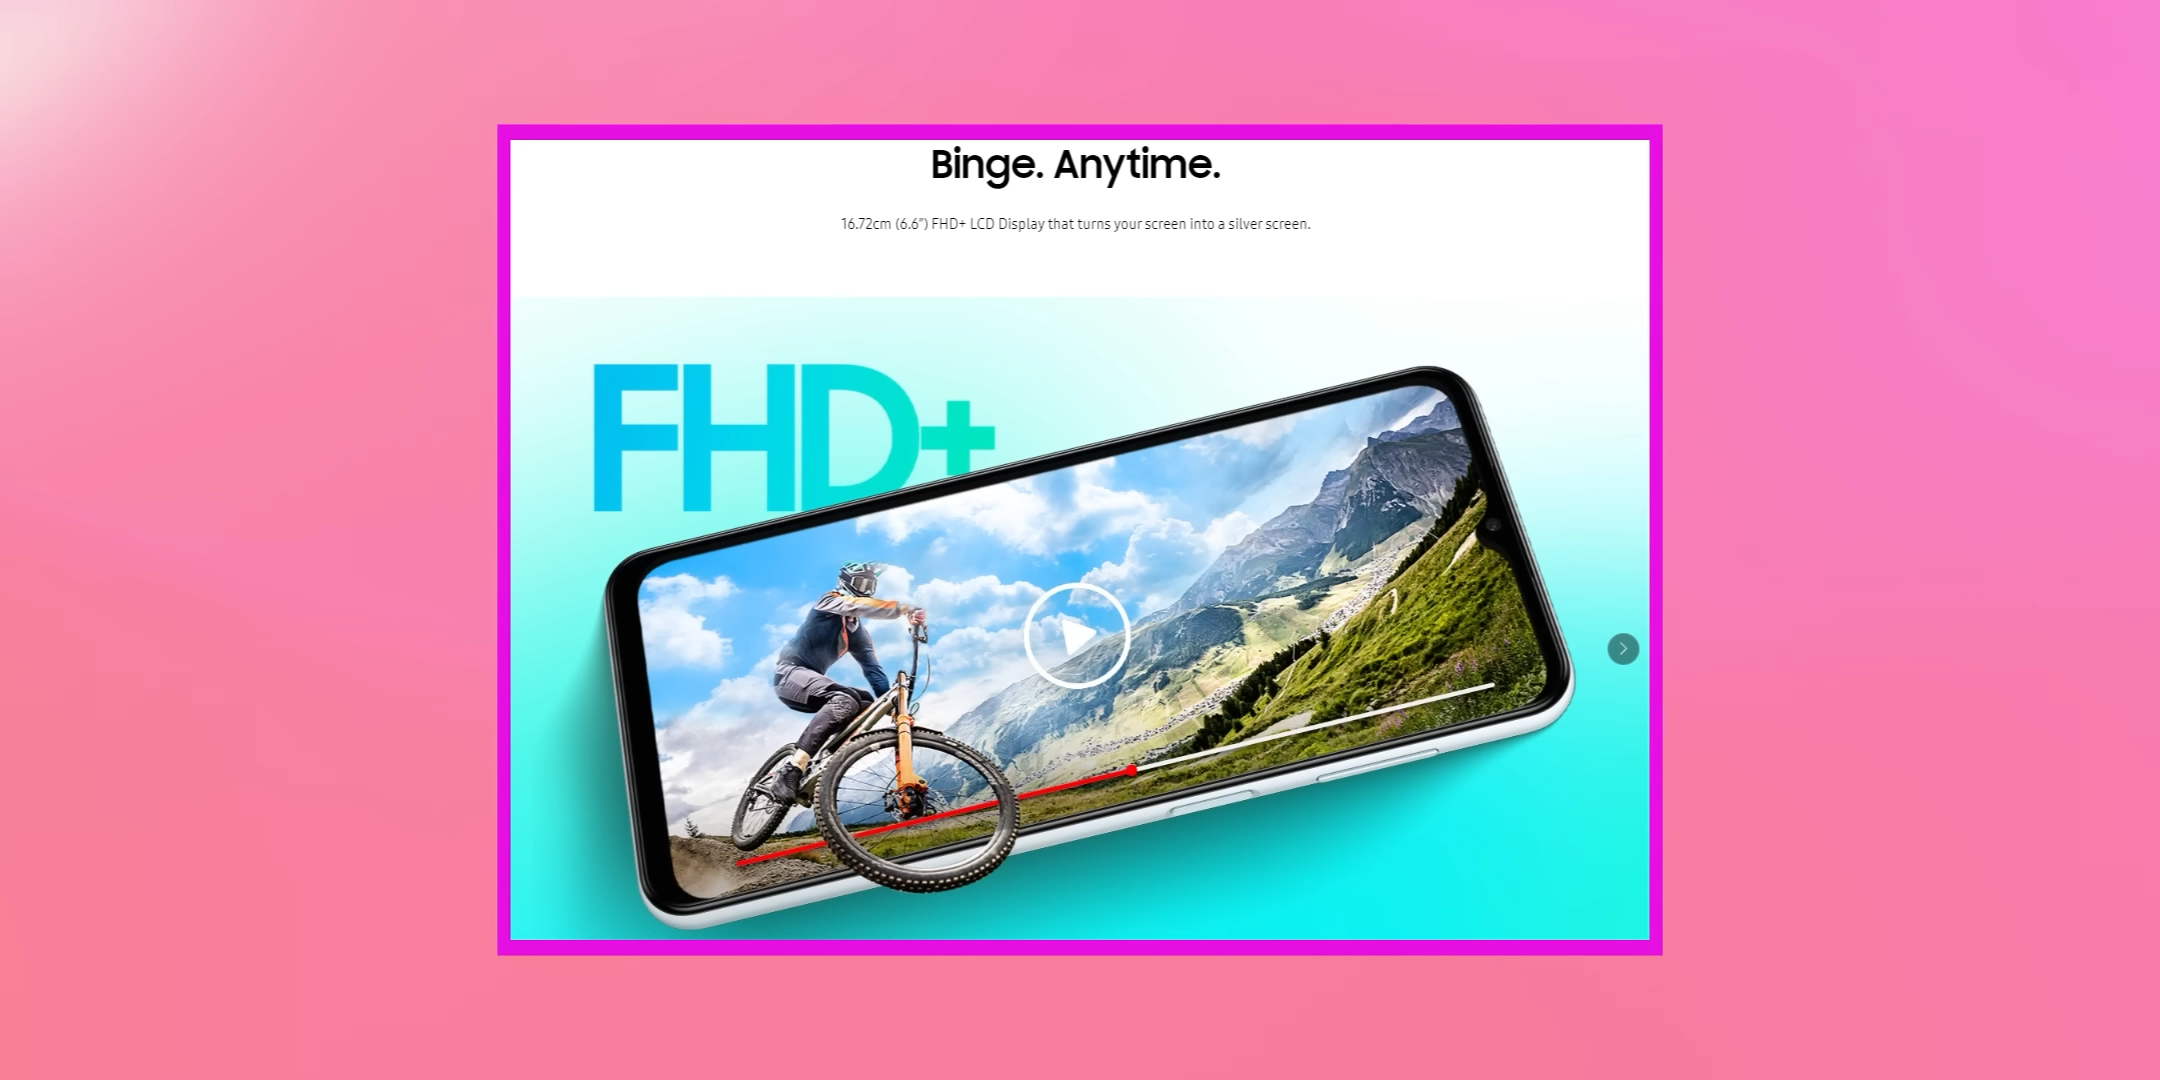 Binge. Anytime.
16.72cm (6.6") FHD+ LCD Display that turns your screen into a silver screen.
FHD+